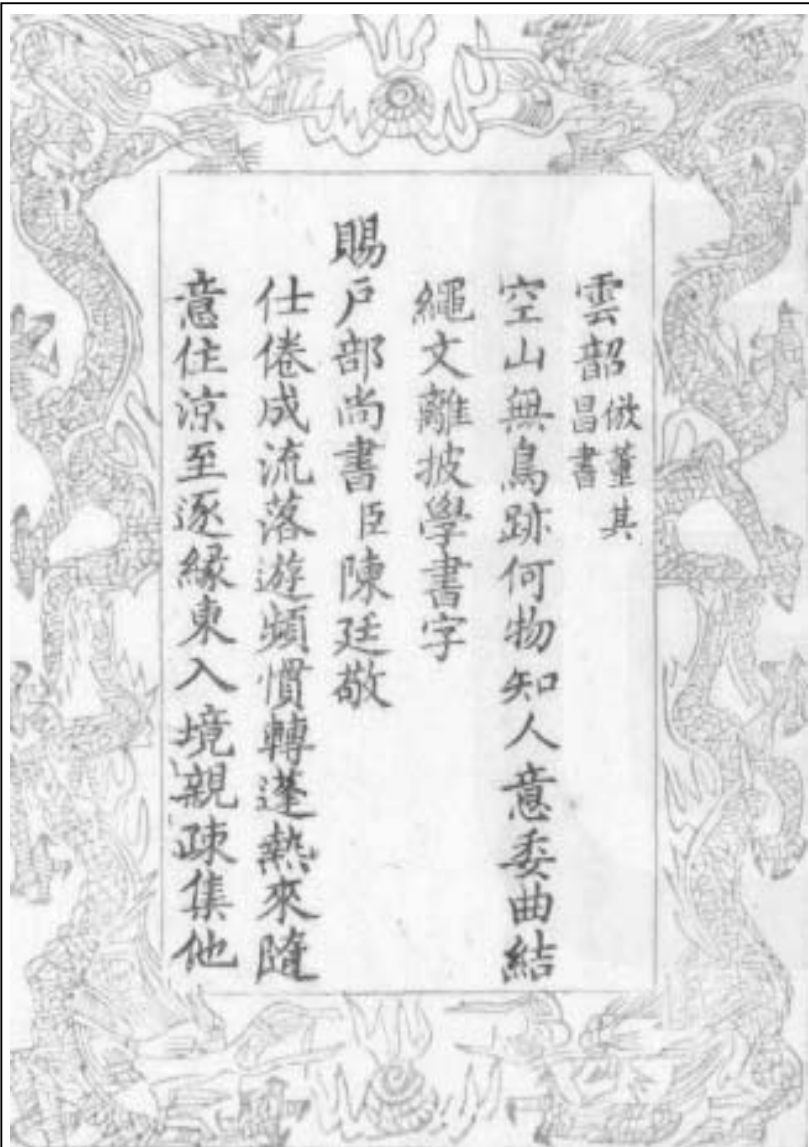 雲韶倣董其昌書
空山無鳥跡何物知人意委曲結
繩文離披學書字
賜户部尚書臣陳廷敬
仕倦成流落遊頻慣轉蓬熱來隨
意住涼至逐緣東入境親疎集他